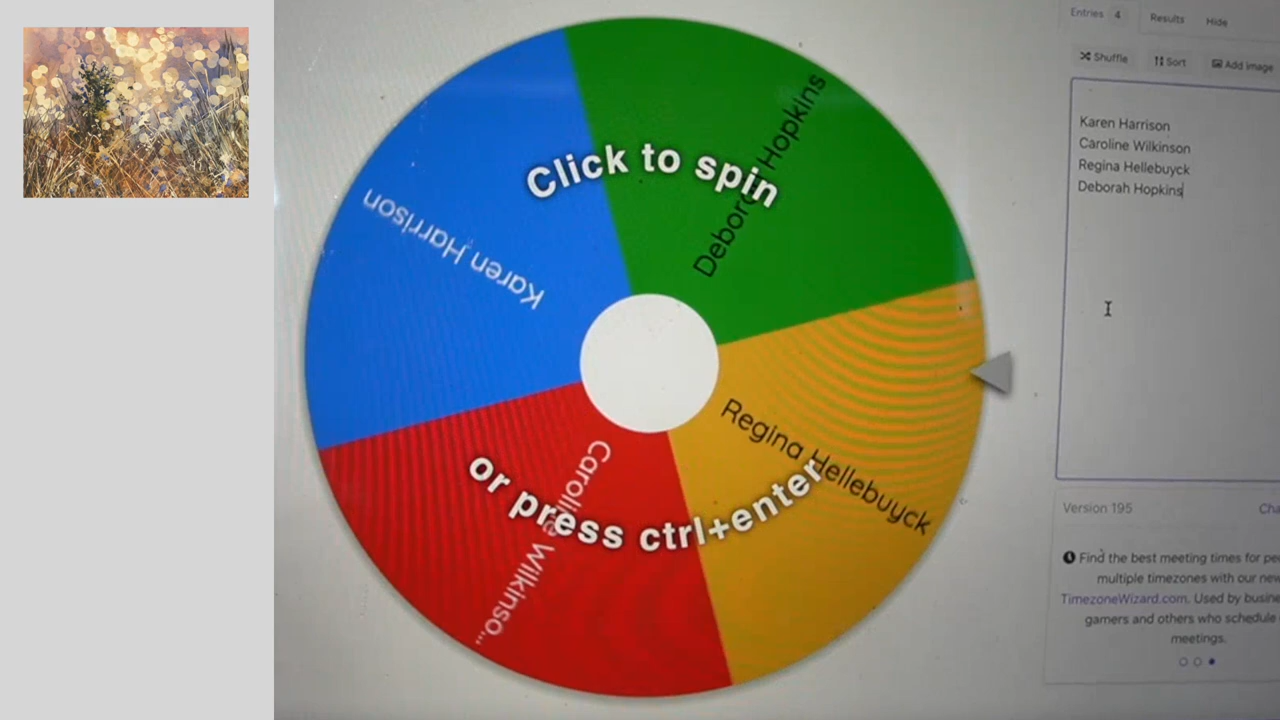 Entries 4 Results Hide
Shuffle Sort Add image
Karen Harrison
Caroline Wilkinson
Regina Hellebuyck
Deborah Hopkins
Click to spin
or press ctrl+enter
Deborah Hopkins
Karen Harrison
Regina Hellebuyck
Caroline Wilkinso...
Version 195
Find the best meeting times for
multiple timezones with our new
TimezoneWizard.com. Used by
gamers and others who schedule
meetings.